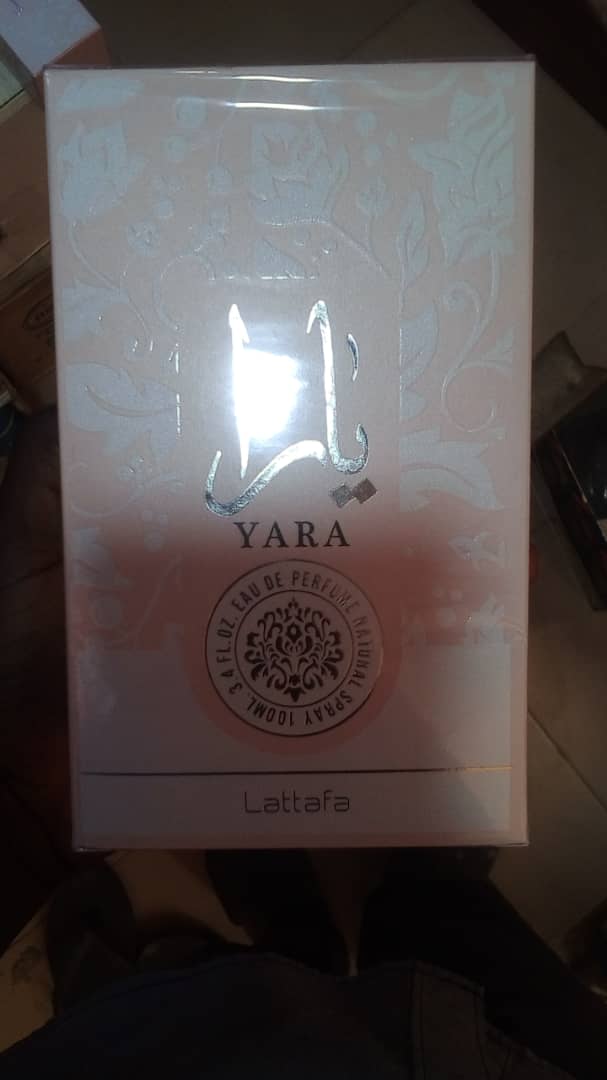 يارا
YARA
EAU DE PERFUME NATURAL SPRAY 100ML. 3.4 FL.OZ.
Lattafa